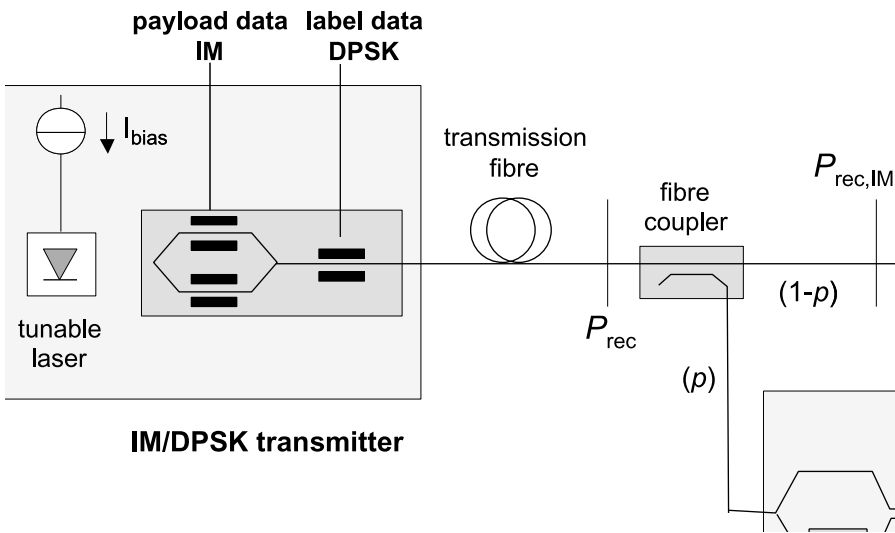 payload data
IM
label data
DPSK
I_bias
transmission
fibre
P_rec,IM
fibre
coupler
(1-p)
tunable
laser
P_rec
(p)
IM/DPSK transmitter